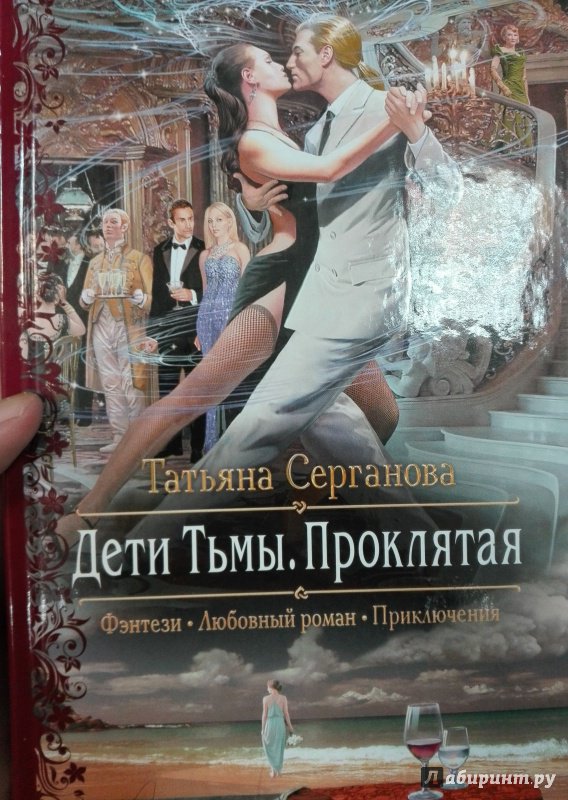 Татьяна Серганова
Дети Тьмы. Проклятая
Фэнтези • Любовный роман • Приключения
Лабиринт.ру